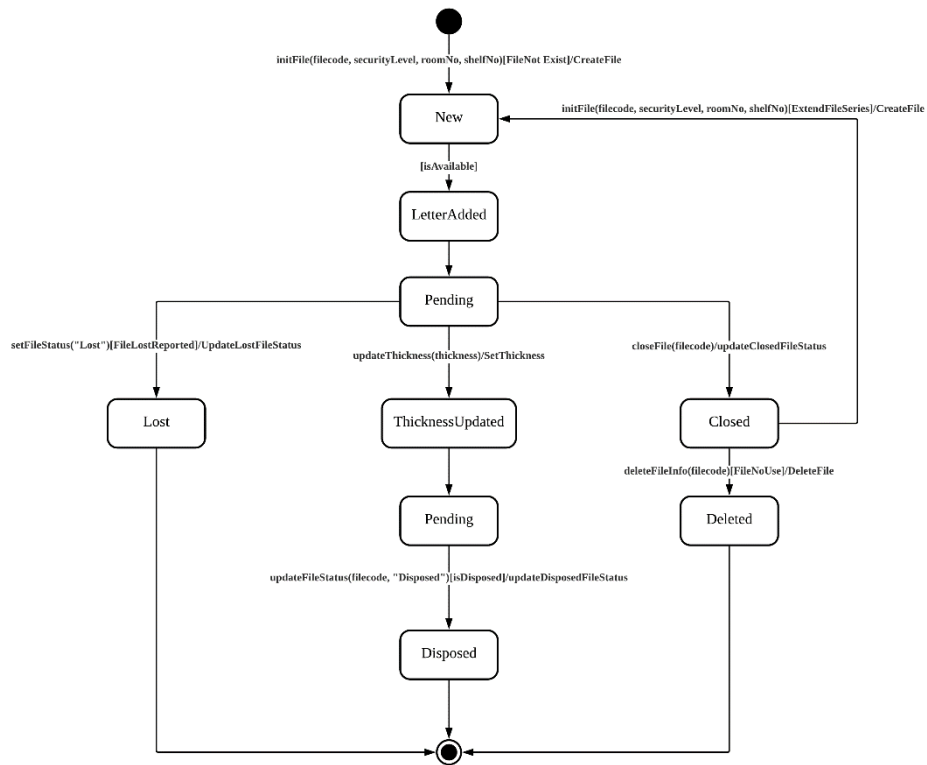 initFile(filecode, securityLevel, roomNo, shelfNo)[FileNot Exist]/CreateFile
New
initFile(filecode, securityLevel, roomNo, shelfNo)[ExtendFileSeries]/CreateFile
[isAvailable]
LetterAdded
Pending
setFileStatus("Lost")[FileLostReported]/UpdateLostFileStatus
updateThickness(thickness)/SetThickness
closeFile(filecode)/updateClosedFileStatus
Lost
ThicknessUpdated
Closed
deleteFileInfo(filecode)[FileNoUse]/DeleteFile
Pending
Deleted
updateFileStatus(filecode, "Disposed")[isDisposed]/updateDisposedFileStatus
Disposed